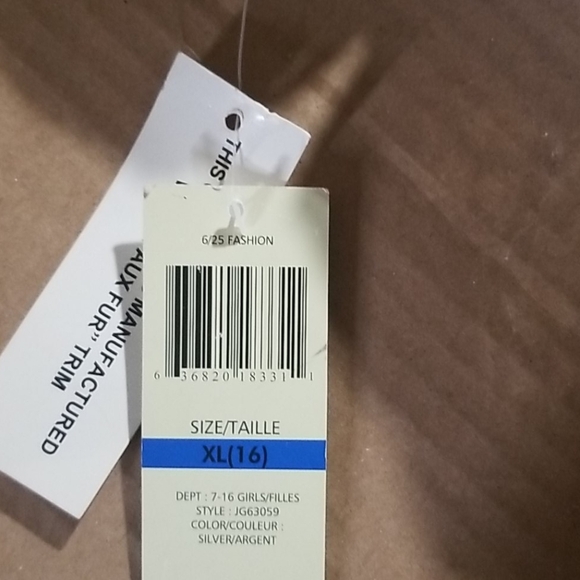 THIS
MANUFACTURED
AUX FUR" TRIM
6/25 FASHION
6 36820 18331 1
SIZE/TAILLE
XL(16)
DEPT : 7-16 GIRLS/FILLES
STYLE : JG63059
COLOR/COULEUR :
SILVER/ARGENT